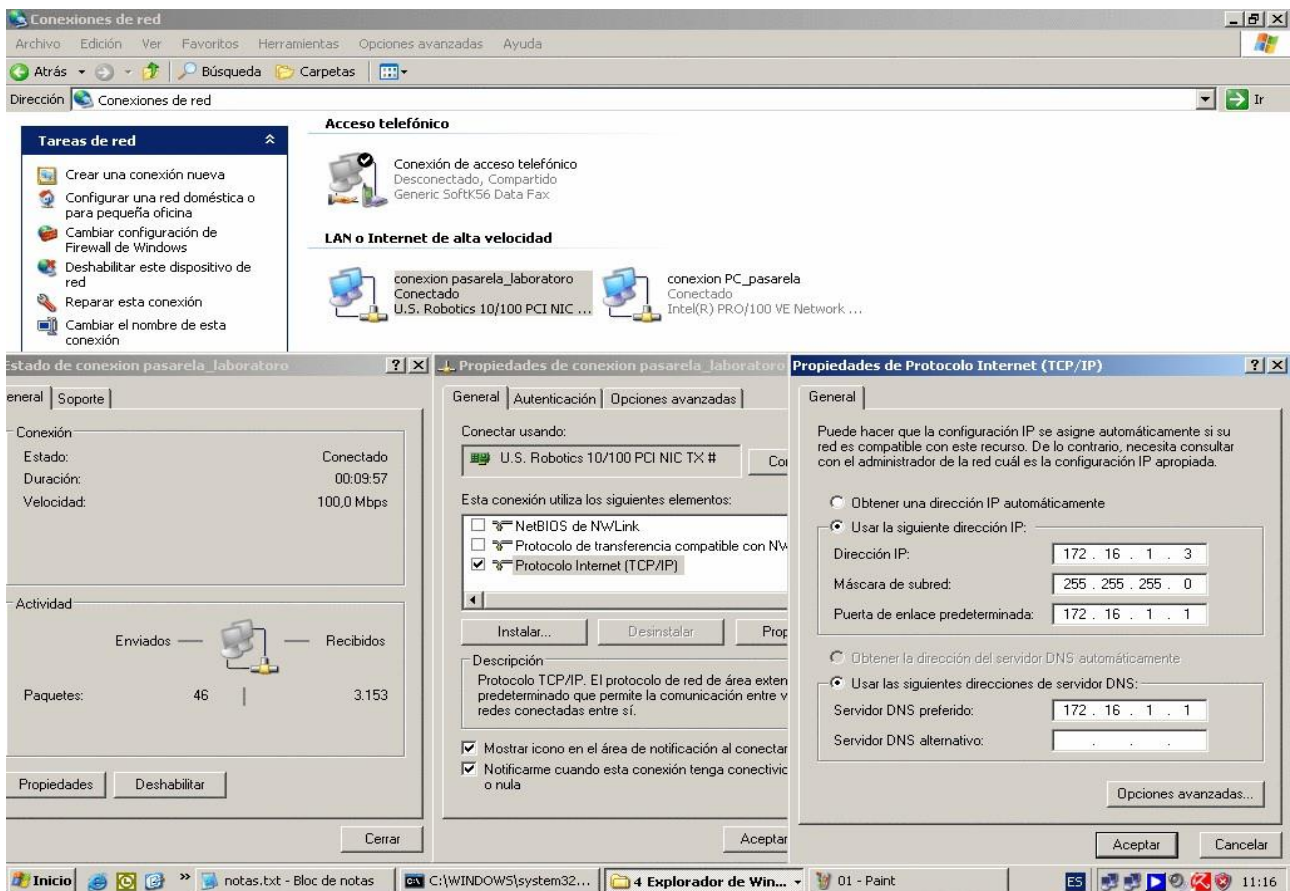 Conexiones de red
Archivo Edición Ver Favoritos Herramientas Opciones avanzadas Ayuda
Atrás Búsqueda Carpetas
Dirección Conexiones de red Ir
Tareas de red
Crear una conexión nueva
Configurar una red doméstica o
para pequeña oficina
Cambiar configuración de
Firewall de Windows
Deshabilitar este dispositivo de
red
Reparar esta conexión
Cambiar el nombre de esta
conexión
Acceso telefónico
Conexión de acceso telefónico
Desconectado, Compartido
Generic SoftK56 Data Fax
LAN o Internet de alta velocidad
conexion pasarela_laboratoro
Conectado
U.S. Robotics 10/100 PCI NIC ...
conexion PC_pasarela
Conectado
Intel(R) PRO/100 VE Network ...
Estado de conexion pasarela_laboratoro
eneral Soporte
Conexión
Estado: Conectado
Duración: 00:09:57
Velocidad: 100,0 Mbps
Actividad
Enviados — — Recibidos
Paquetes: 46 3.153
Propiedades Deshabilitar
Cerrar
Propiedades de conexion pasarela_laboratoro
General Autenticación Opciones avanzadas
Conectar usando:
U.S. Robotics 10/100 PCI NIC TX # Co
Esta conexión utiliza los siguientes elementos:
NetBIOS de NWLink
Protocolo de transferencia compatible con NW
Protocolo Internet (TCP/IP)
Instalar... Desinstalar Prop
Descripción
Protocolo TCP/IP. El protocolo de red de área exten
predeterminado que permite la comunicación entre v
redes conectadas entre sí.
Mostrar icono en el área de notificación al conectar
Notificarme cuando esta conexión tenga conectivic
o nula
Aceptar
Propiedades de Protocolo Internet (TCP/IP)
General
Puede hacer que la configuración IP se asigne automáticamente si su
red es compatible con este recurso. De lo contrario, necesita consultar
con el administrador de la red cuál es la configuración IP apropiada.
Obtener una dirección IP automáticamente
Usar la siguiente dirección IP:
Dirección IP: 172 . 16 . 1 . 3
Máscara de subred: 255 . 255 . 255 . 0
Puerta de enlace predeterminada: 172 . 16 . 1 . 1
Obtener la dirección del servidor DNS automáticamente
Usar las siguientes direcciones de servidor DNS:
Servidor DNS preferido: 172 . 16 . 1 . 1
Servidor DNS alternativo: . . .
Opciones avanzadas...
Aceptar Cancelar
Inicio » notas.txt - Bloc de notas C:\WINDOWS\system32... 4 Explorador de Win... 01 - Paint ES 11:16